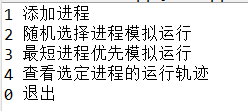 1 添加进程
2 随机选择进程模拟运行
3 最短进程优先模拟运行
4 查看选定进程的运行轨迹
0 退出